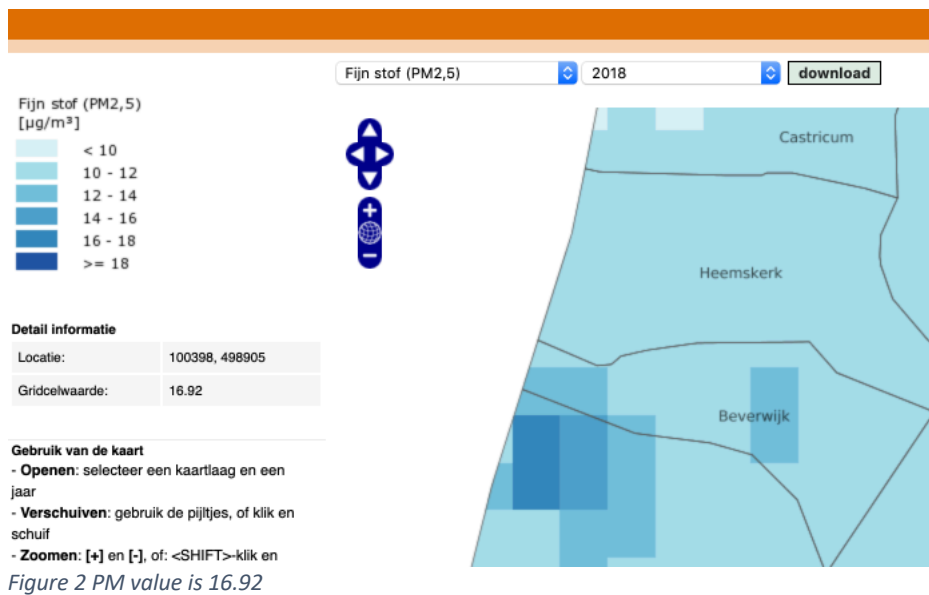 Fijn stof (PM2,5)
2018
download
Fijn stof (PM2,5)
[µg/m³]
< 10
10 - 12
12 - 14
14 - 16
16 - 18
>= 18
Castricum
Heemskerk
Beverwijk
Detail informatie
Locatie: 100398, 498905
Gridcelwaarde: 16.92
Gebruik van de kaart
- Openen: selecteer een kaartlaag en een
jaar
- Verschuiven: gebruik de pijltjes, of klik en
schuif
- Zoomen: [+] en [-], of: <SHIFT>-klik en
Figure 2 PM value is 16.92